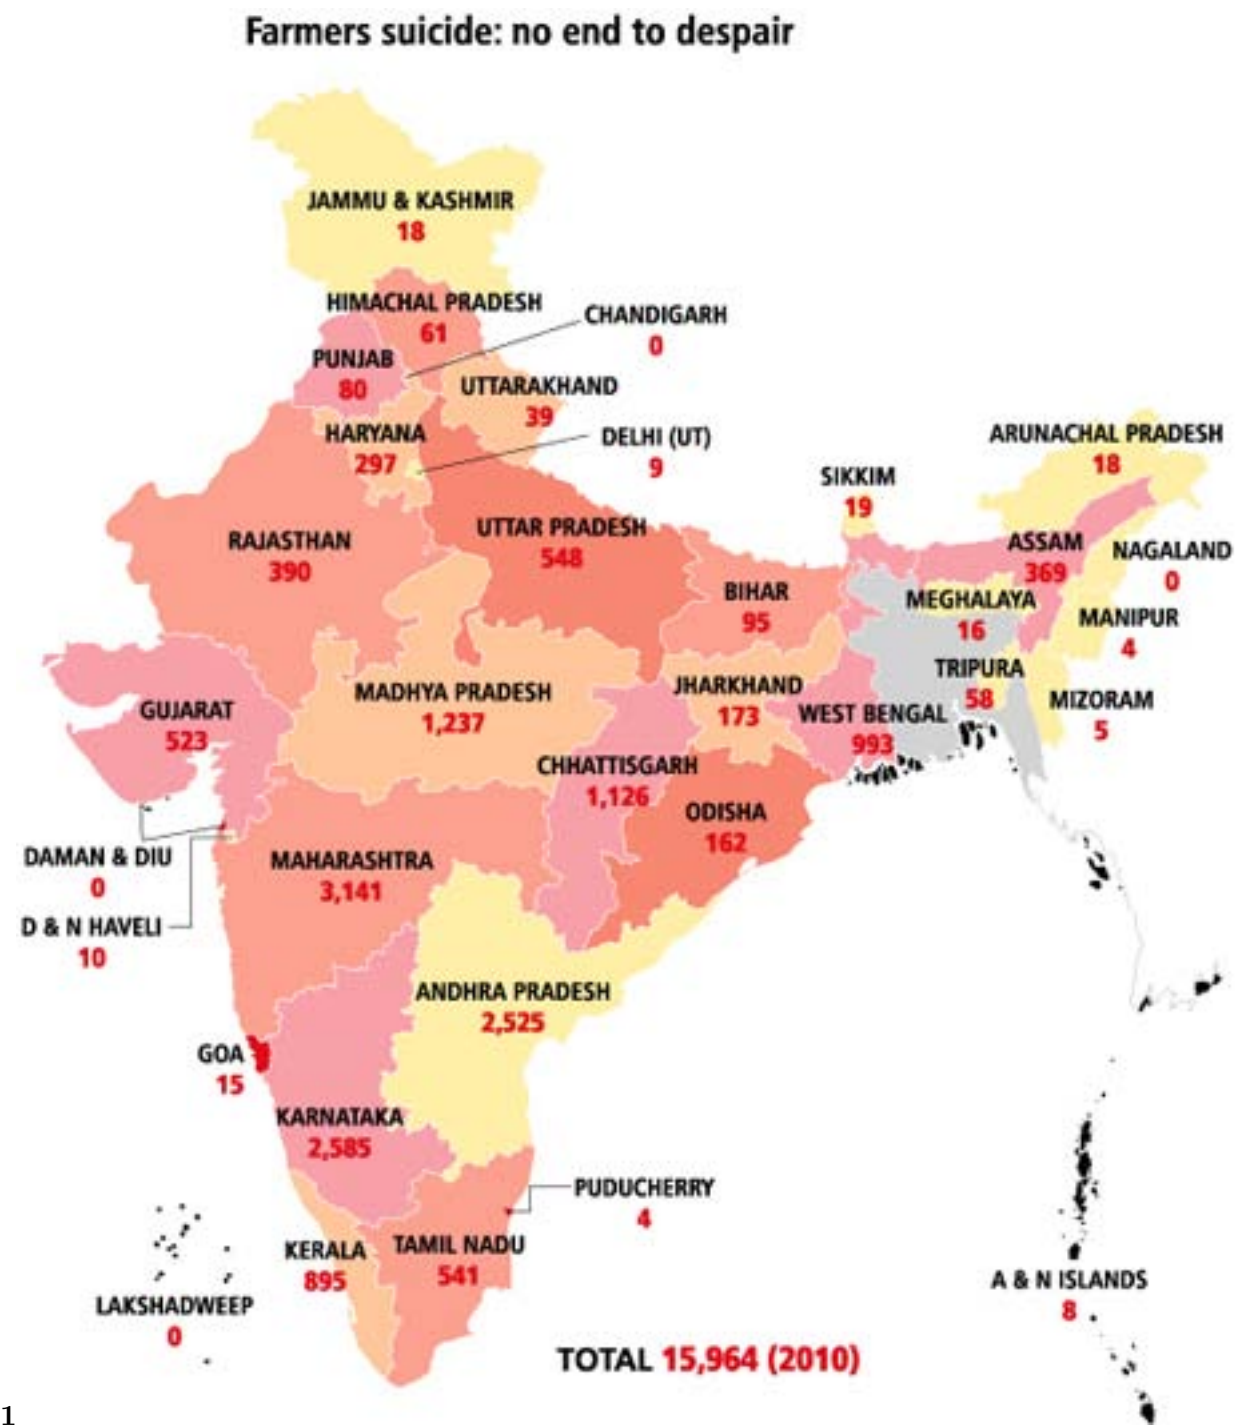 Farmers suicide: no end to despair
JAMMU & KASHMIR
18
HIMACHAL PRADESH
61
CHANDIGARH
0
PUNJAB
80
UTTARAKHAND
39
HARYANA
297
DELHI (UT)
9
ARUNACHAL PRADESH
18
SIKKIM
19
RAJASTHAN
390
UTTAR PRADESH
548
ASSAM
369
NAGALAND
0
BIHAR
95
MEGHALAYA
16
MANIPUR
4
TRIPURA
58
MIZORAM
5
GUJARAT
523
MADHYA PRADESH
1,237
JHARKHAND
173
WEST BENGAL
993
CHHATTISGARH
1,126
ODISHA
162
DAMAN & DIU
0
MAHARASHTRA
3,141
D & N HAVELI
10
ANDHRA PRADESH
2,525
GOA
15
KARNATAKA
2,585
PUDUCHERRY
4
KERALA
895
TAMIL NADU
541
A & N ISLANDS
8
LAKSHADWEEP
0
TOTAL 15,964 (2010)
1